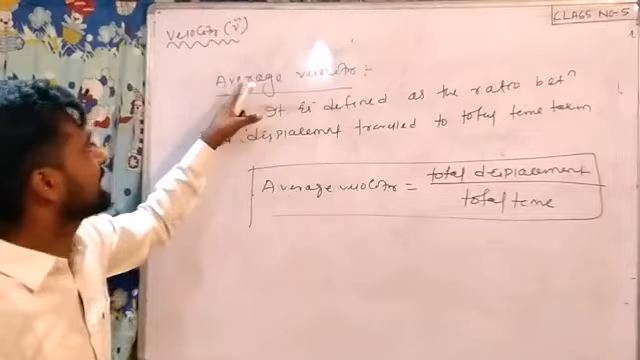 CLASS NO-5
Velocity (v⃗)
Average velocity :-
It is defined as the ratio betn
displacement travelled to total time taken
Average velocity = total displacement / total time